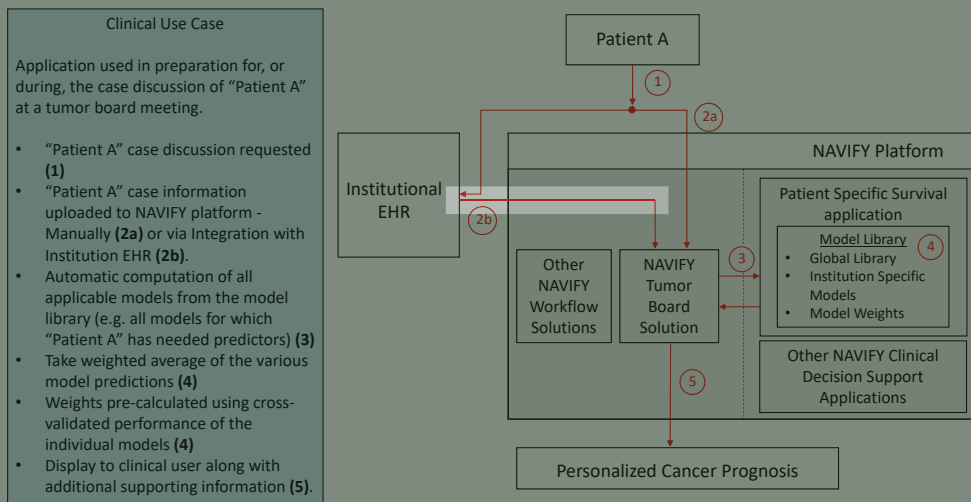 Clinical Use Case
Application used in preparation for, or
during, the case discussion of “Patient A”
at a tumor board meeting.
• “Patient A” case discussion requested
(1)
• “Patient A” case information
uploaded to NAVIFY platform -
Manually (2a) or via Integration with
Institution EHR (2b).
• Automatic computation of all
applicable models from the model
library (e.g. all models for which
“Patient A” has needed predictors) (3)
• Take weighted average of the various
model predictions (4)
• Weights pre-calculated using cross-
validated performance of the
individual models (4)
• Display to clinical user along with
additional supporting information (5).
Patient A
1
2a
Institutional
EHR
2b
NAVIFY Platform
Other
NAVIFY
Workflow
Solutions
NAVIFY
Tumor
Board
Solution
3
Patient Specific Survival
application
Model Library
4
• Global Library
• Institution Specific
Models
• Model Weights
Other NAVIFY Clinical
Decision Support
Applications
5
Personalized Cancer Prognosis